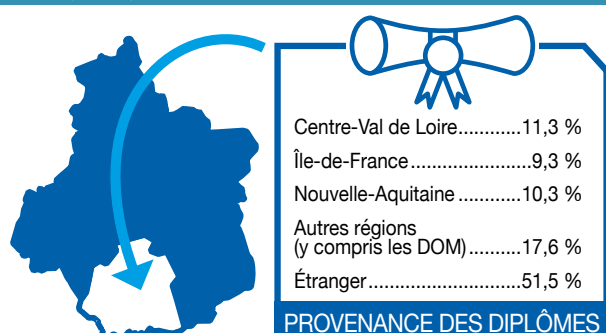 Centre-Val de Loire............11,3 %
Île-de-France.......................9,3 %
Nouvelle-Aquitaine ............10,3 %
Autres régions
(y compris les DOM)..........17,6 %
Étranger.............................51,5 %
PROVENANCE DES DIPLÔMES